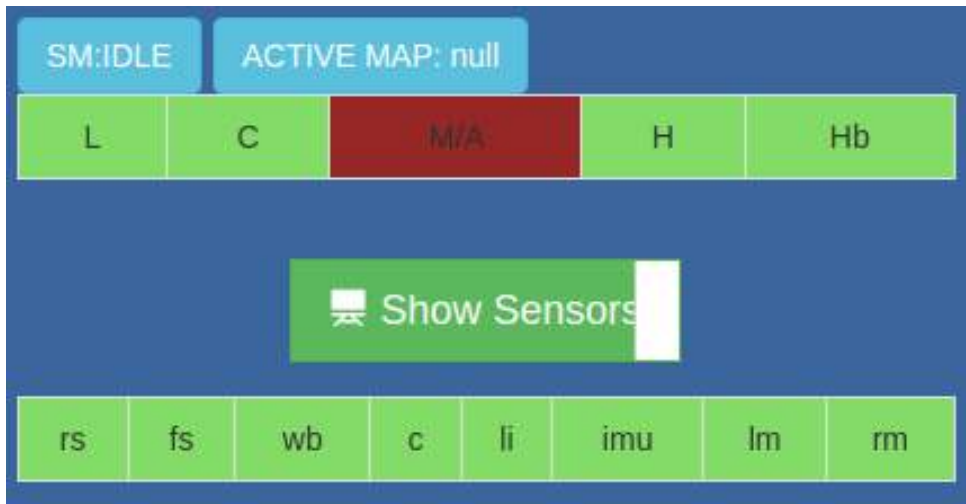 SM:IDLE ACTIVE MAP: null
L C M/A H Hb
Show Sensors
rs fs wb c li imu lm rm